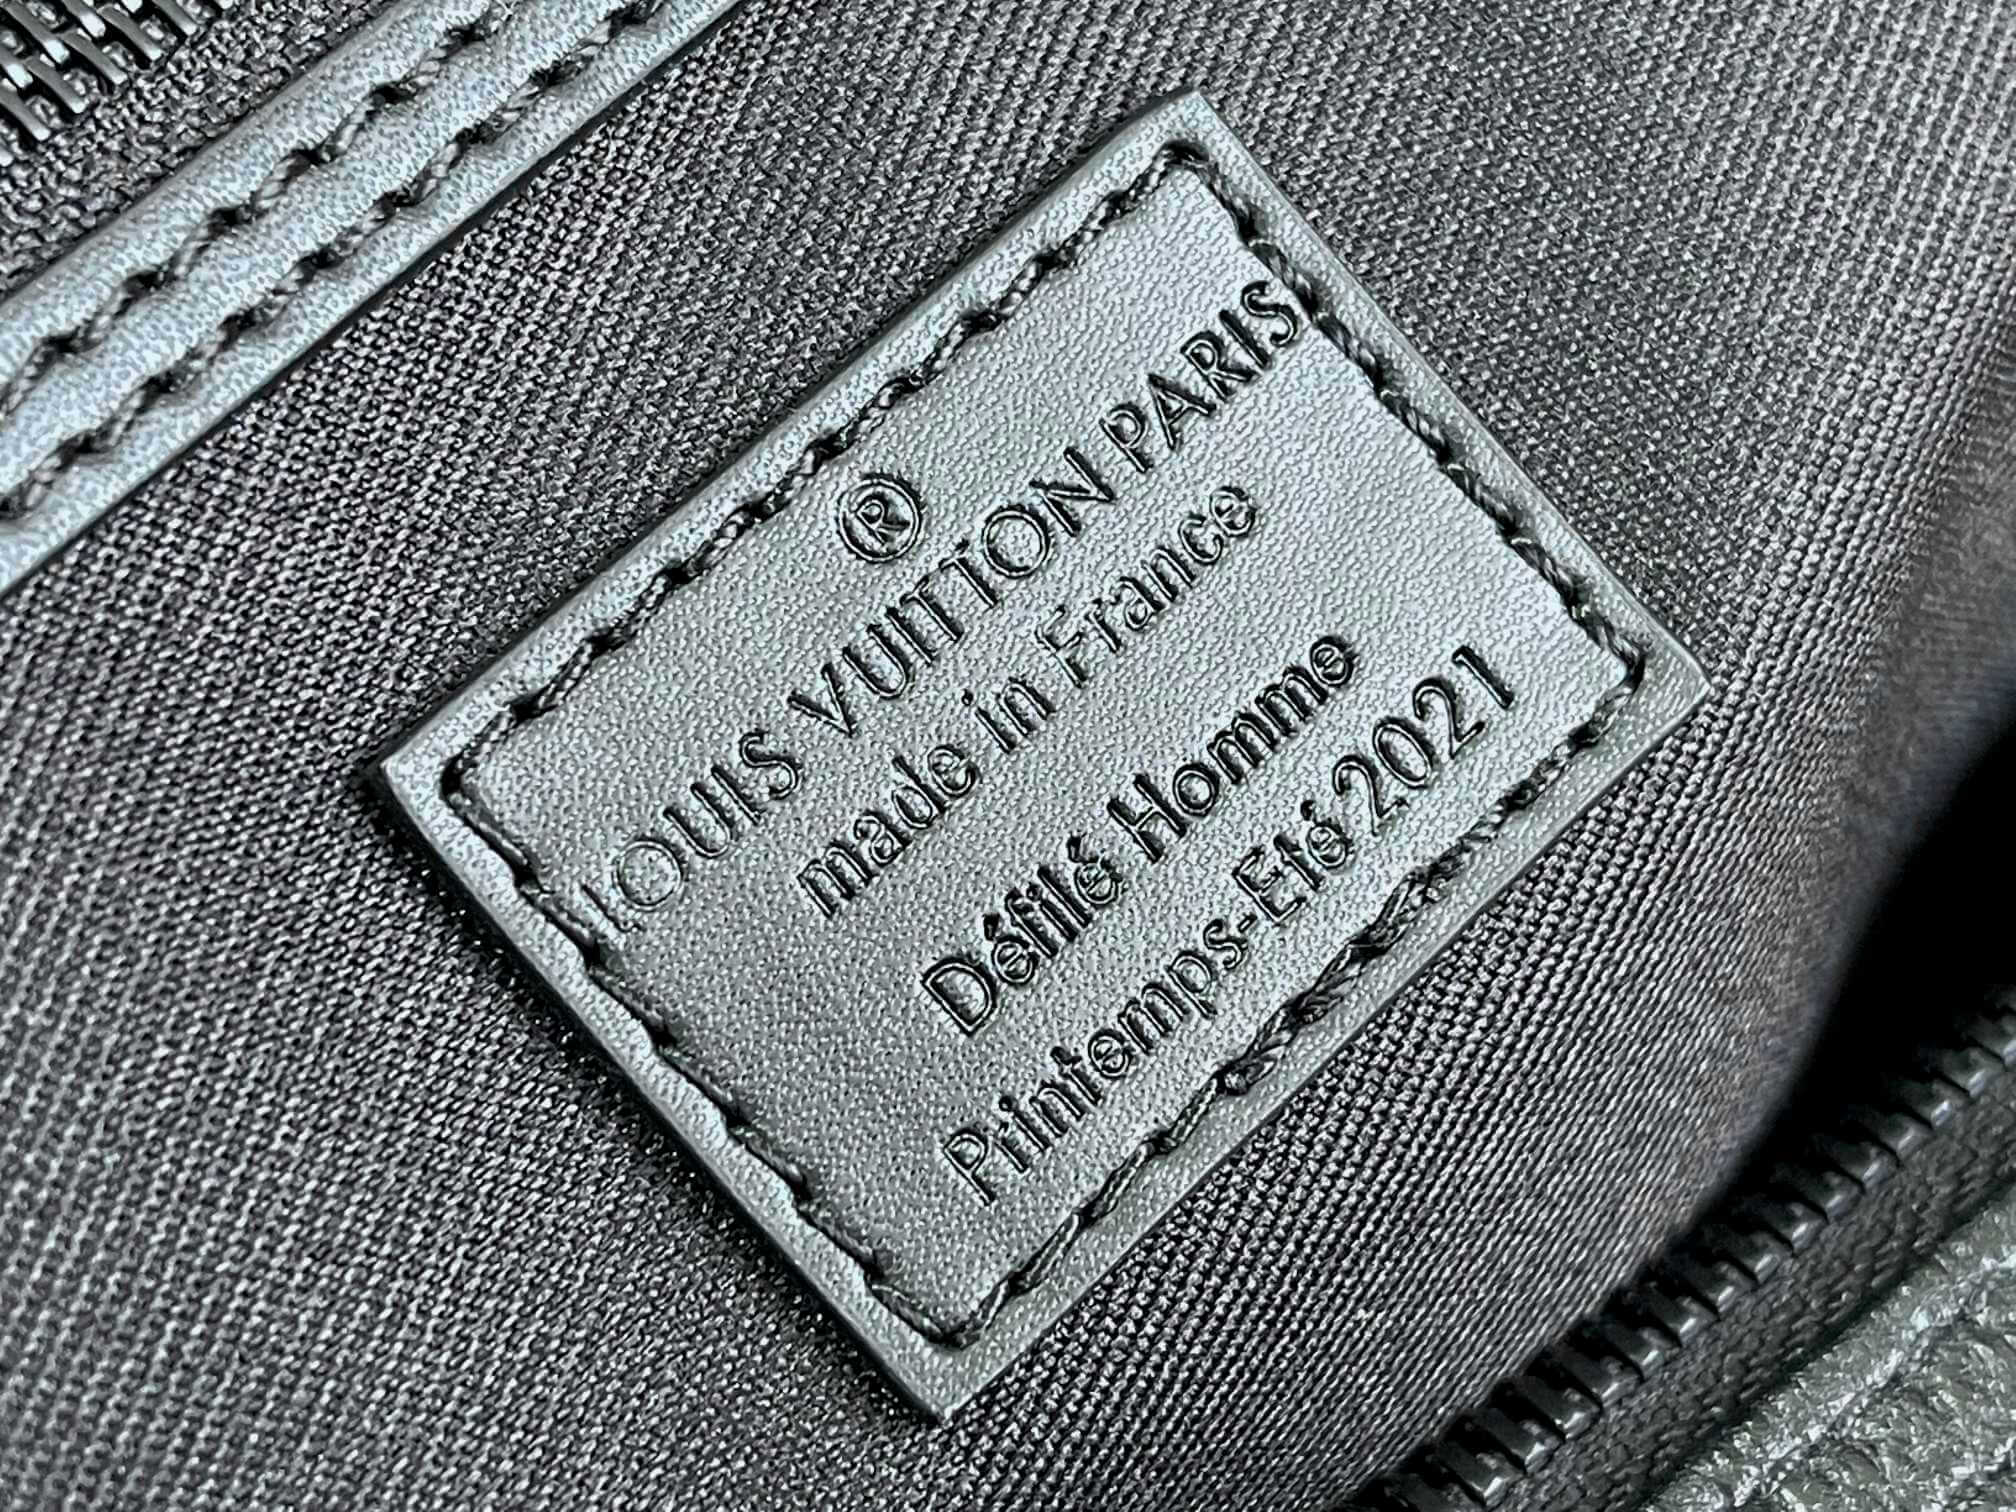 ®
LOUIS VUITTON PARIS
made in France
Défilé Homme
Printemps-Eté 2021